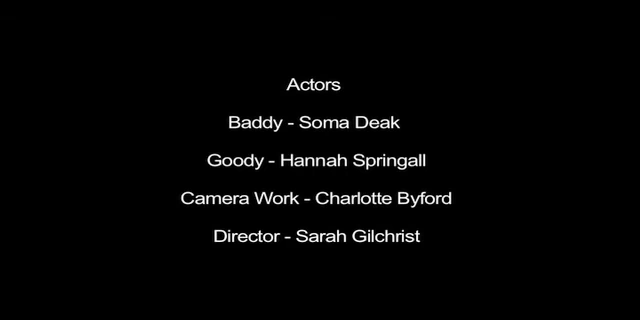 Actors
Baddy - Soma Deak
Goody - Hannah Springall
Camera Work - Charlotte Byford
Director - Sarah Gilchrist